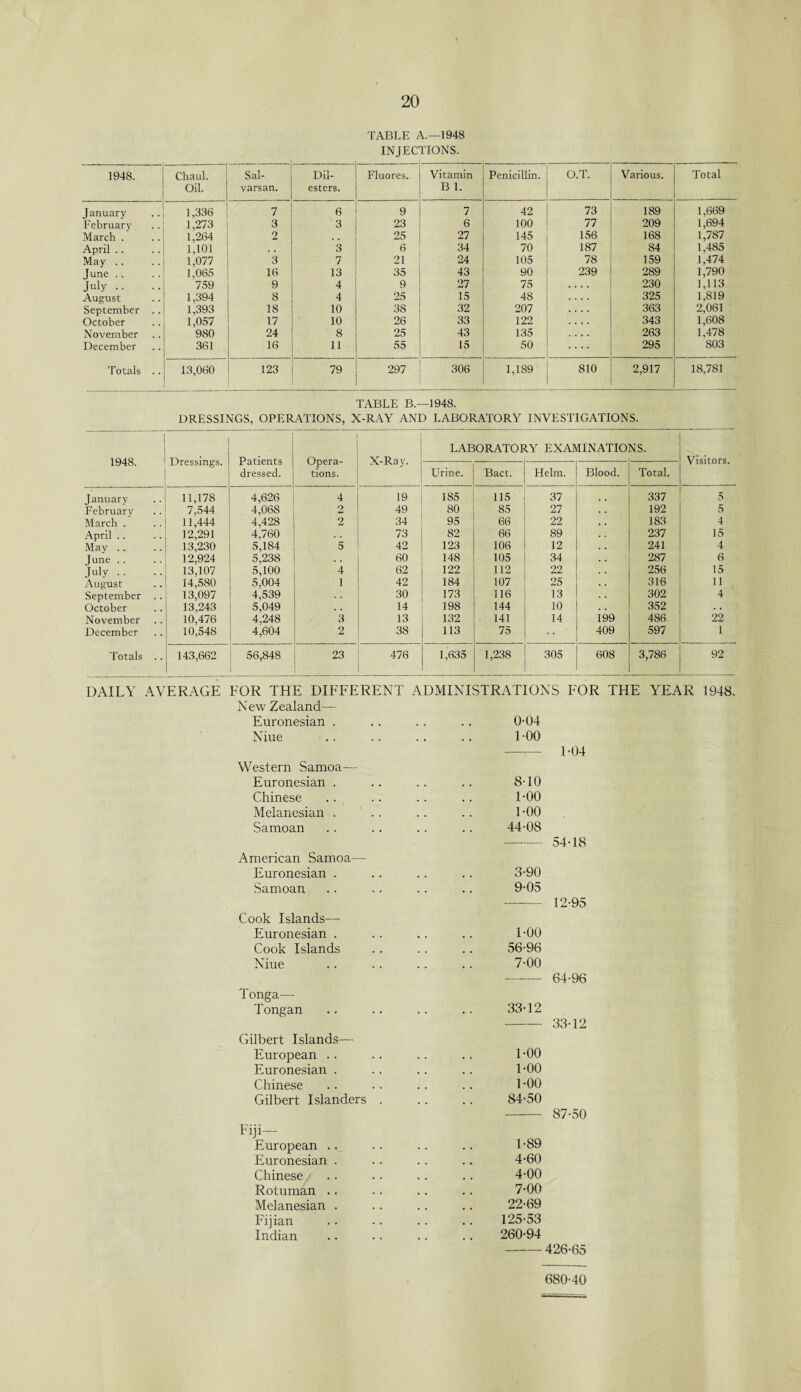 20
TABLE A.—1948
INJECTIONS.
1948. Chaul. Oil. Sal-varsan. Dil-esters. Fluores. Vitamin B 1. Penicillin. O.T. Various. Total
January .. 1,336 7 6 9 7 42 73 189 1,669
February .. 1,273 3 3 23 6 100 77 209 1,694
March . .. 1,264 2 .. 25 27 145 156 168 1,787
April .. .. 1,101 .. 3 6 34 70 187 84 1,485
May .. .. 1,077 3 7 21 24 105 78 159 1,474
June .. .. 1,065 16 13 35 43 90 239 289 1,790
July .. .. 759 9 4 9 27 75 .... 230 1,113
August .. 1,394 8 4 25 15 48 .... 325 1,819
September .. 1,393 18 10 38 32 207 .... 363 2,061
October .. 1,057 17 10 26 33 122 .... 343 1,608
November .. 980 24 8 25 43 135 .... 263 1,478
December .. 361 16 11 55 15 50 .... 295 803
Totals .. 13,060 123 79 297 306 1,189 810 2,917 18,781
TABLE B.—1948.
DRESSINGS, OPERATIONS, X-RAY AND LABORATORY INVESTIGATIONS.
1948. Dressings. Patients dressed. Opera-tions. X-Ray. LABORATORY EXAMINATIONS. Visitors.
Urine. Bact. Helm. Blood. Total.
January .. 11,178 4,626 4 19 185 115 37 .. 337 5
February .. 7,544 4,068 2 49 80 85 27 .. 192 5
March . .. 11,444 4,428 2 34 95 66 22 .. 183 4
April .. .. 12,291 4,760 .. 73 82 66 89 .. 237 15
May .. .. 13,230 5,184 5 42 123 106 12 .. 241 4
June .. .. 12,924 5,238 .. 60 148 105 34 .. 287 6
July .. .. 13,107 5,100 4 62 122 112 22 .. 256 15
August .. 14,580 5,004 1 42 184 107 25 .. 316 11
September .. 13,097 4,539 .. 30 173 116 13 .. 302 4
October .. 13,243 5,049 .. 14 198 144 10 .. 352 ..
November .. 10,476 4,248 3 13 132 141 14 199 486 22
December .. 10,548 4,604 2 38 113 75 .. 409 597 1
Totals .. 143,662 56,848 23 476 1,635 1,238 305 608 3,786 92
DAILY AVERAGE FOR THE DIFFERENT ADMINISTRATIONS FOR THE YEAR 1948.
New Zealand—
Euronesian . .. .. .. 0·04
Niue .. .. .. .. 1·00
—— 1·04
Western Samoa—
Euronesian . .. .. .. 8·10
Chinese .. .. .. .. 1·00
Melanesian . .. .. .. 1·00
Samoan .. .. .. .. 44·08
—— 54·18
American Samoa—
Euronesian . .. .. .. 3·90
Samoan .. .. .. .. 9·05
—— 12·95
Cook Islands—
Euronesian . .. .. .. 1·00
Cook Islands .. .. .. 56·96
Niue .. .. .. .. 7·00
—— 64·96
Tonga—
Tongan .. .. .. .. 33·12
—— 33·12
Gilbert Islands—
European .. .. .. .. 1·00
Euronesian . .. .. .. 1·00
Chinese .. .. .. .. 1·00
Gilbert Islanders . .. .. 84·50
—— 87·50
Fiji—
European .. .. .. .. 1·89
Euronesian . .. .. .. 4·60
Chinese .. .. .. .. 4·00
Rotuman .. .. .. .. 7·00
Melanesian . .. .. .. 22·69
Fijian .. .. .. .. 125·53
Indian .. .. .. .. 260·94
—— 426·65
680·40